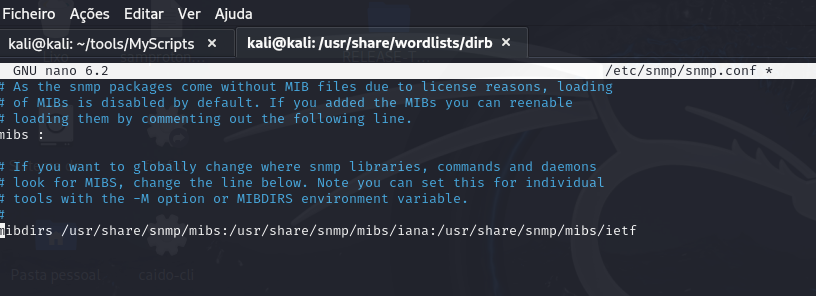 Ficheiro Ações Editar Ver Ajuda
kali@kali: ~/tools/MyScripts × kali@kali: /usr/share/wordlists/dirb ×
GNU nano 6.2 /etc/snmp/snmp.conf *
# As the snmp packages come without MIB files due to license reasons, loading
# of MIBs is disabled by default. If you added the MIBs you can reenable
# loading them by commenting out the following line.
mibs :
# If you want to globally change where snmp libraries, commands and daemons
# look for MIBS, change the line below. Note you can set this for individual
# tools with the -M option or MIBDIRS environment variable.
#
mibdirs /usr/share/snmp/mibs:/usr/share/snmp/mibs/iana:/usr/share/snmp/mibs/ietf
Pasta pessoal caido-cli